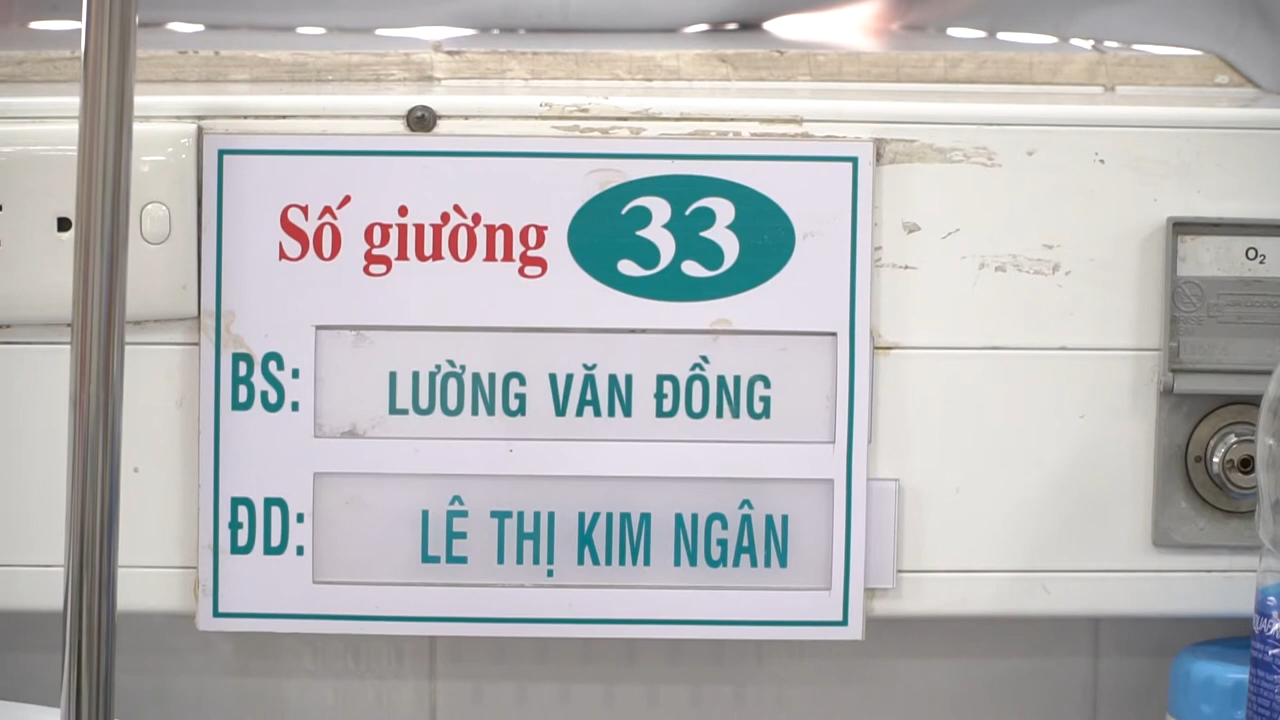 Số giường 33
BS: LƯỜNG VĂN ĐỒNG
ĐD: LÊ THỊ KIM NGÂN
O₂